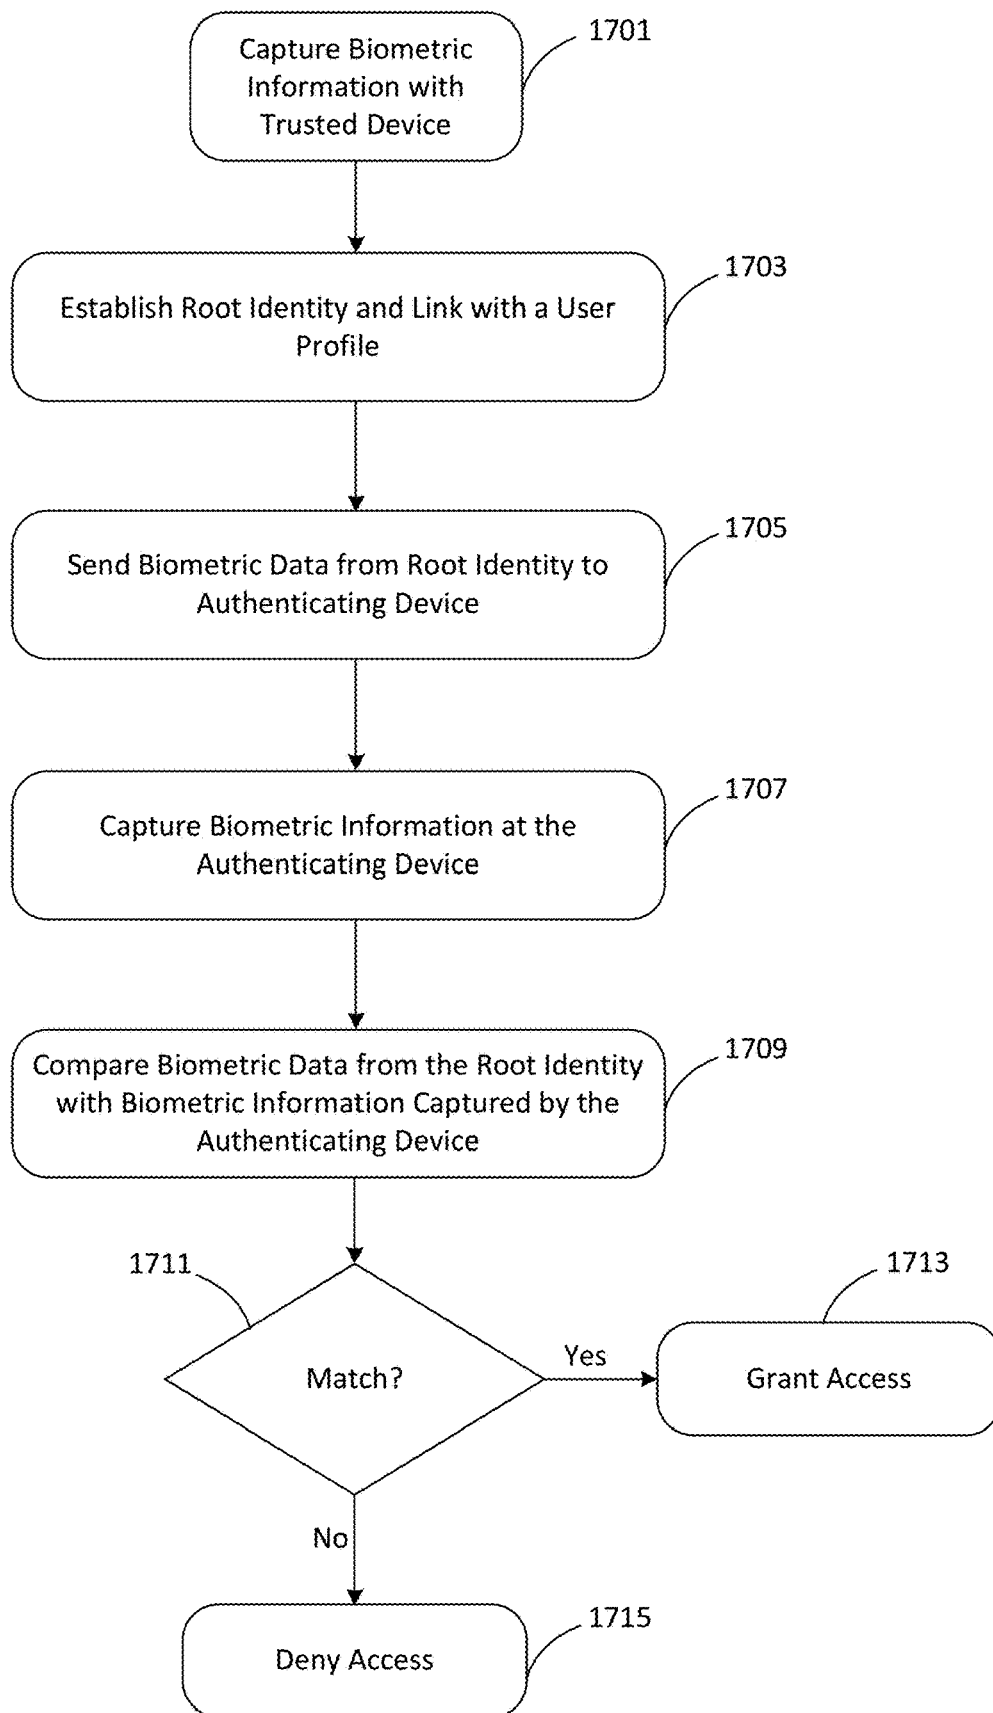 Capture Biometric
Information with
Trusted Device
1701
Establish Root Identity and Link with a User
Profile
1703
Send Biometric Data from Root Identity to
Authenticating Device
1705
Capture Biometric Information at the
Authenticating Device
1707
Compare Biometric Data from the Root Identity
with Biometric Information Captured by the
Authenticating Device
1709
1711
Match?
Yes
1713
Grant Access
No
1715
Deny Access